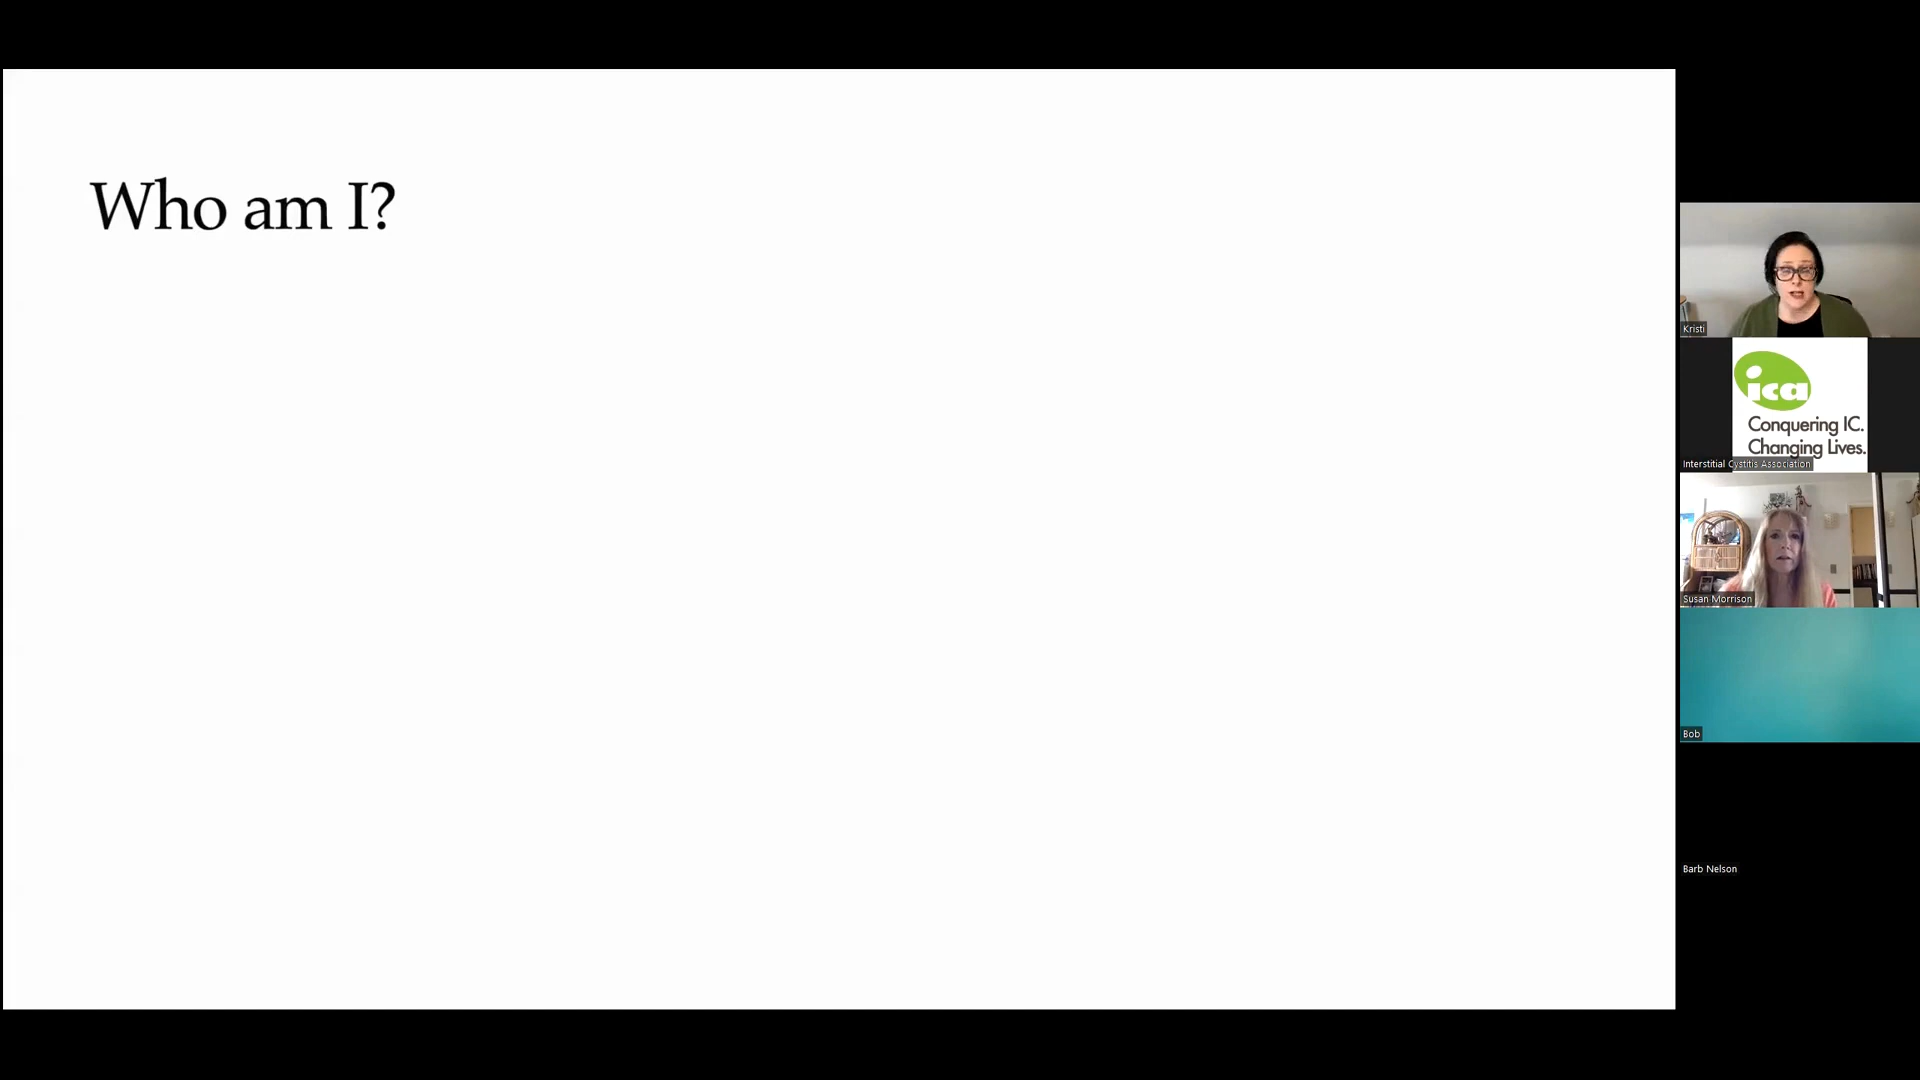 Who am I?
Kristi
ica
Conquering IC.
Changing Lives.
Interstitial Cystitis Association
Susan Morrison
Bob
Barb Nelson